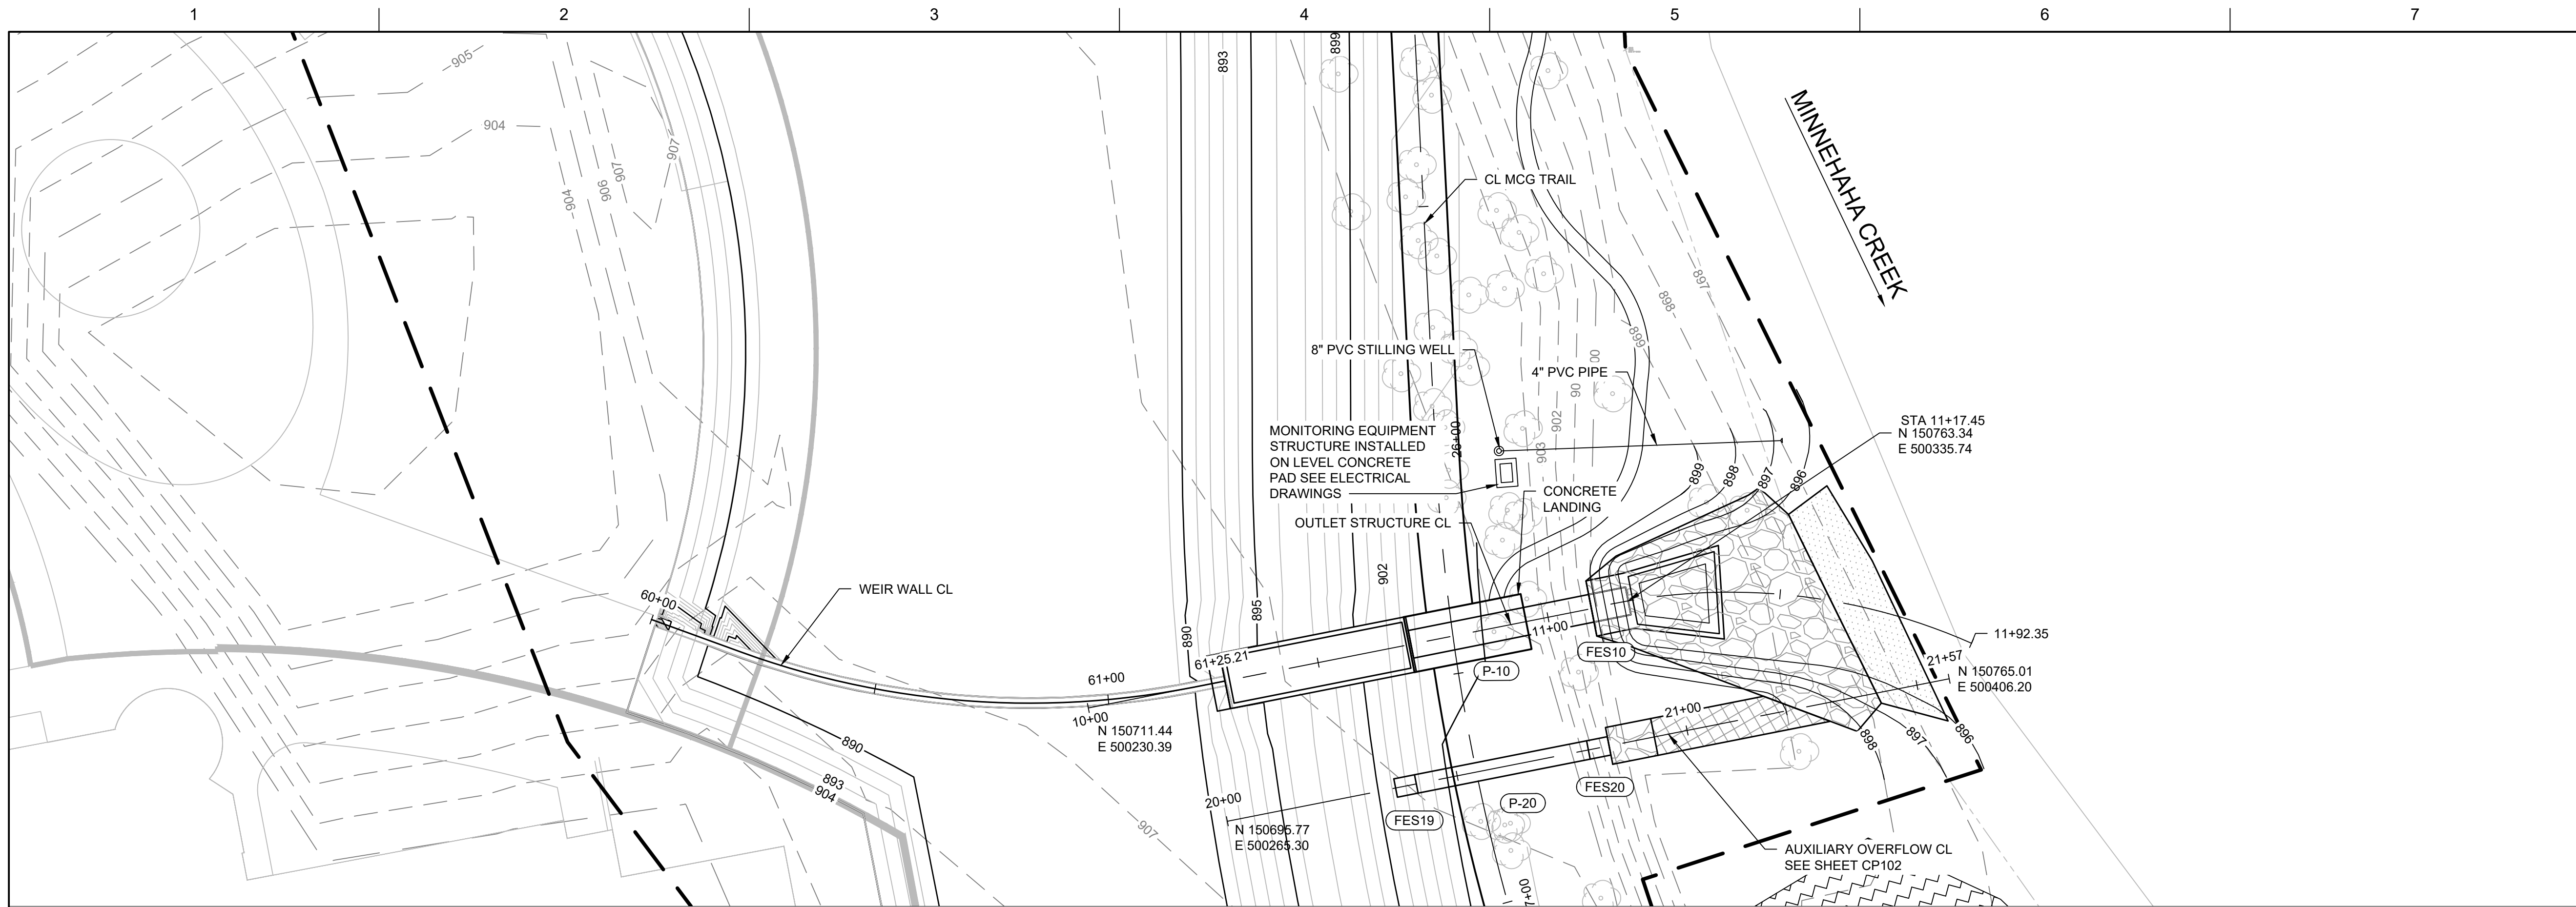 1
2
3
4
5
6
7
905
904
907
904
906
907
893
899
CL MCG TRAIL
MINNEHAHA CREEK
897
898
899
8" PVC STILLING WELL
4" PVC PIPE
902
903
26+00
MONITORING EQUIPMENT
STRUCTURE INSTALLED
ON LEVEL CONCRETE
PAD SEE ELECTRICAL
DRAWINGS
CONCRETE
LANDING
OUTLET STRUCTURE CL
899
898
897
896
STA 11+17.45
N 150763.34
E 500335.74
902
895
890
60+00
WEIR WALL CL
61+25.21
61+00
10+00
N 150711.44
E 500230.39
11+00
FES10
P-10
11+92.35
21+57
N 150765.01
E 500406.20
21+00
890
893
904
907
20+00
N 150695.77
E 500265.30
FES19
P-20
FES20
898
897
896
AUXILIARY OVERFLOW CL
SEE SHEET CP102